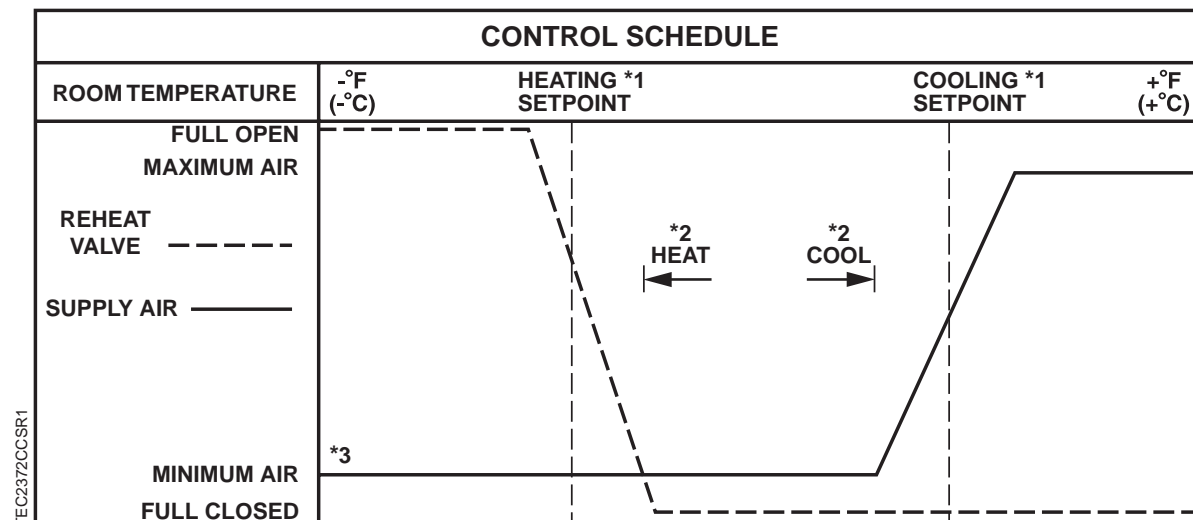 CONTROL SCHEDULE
ROOM TEMPERATURE
-°F
(-°C)
HEATING *1
SETPOINT
COOLING *1
SETPOINT
+°F
(+°C)
FULL OPEN
MAXIMUM AIR
REHEAT
VALVE
*2
HEAT
*2
COOL
SUPPLY AIR
*3
MINIMUM AIR
FULL CLOSED
TEC2372CCSR1